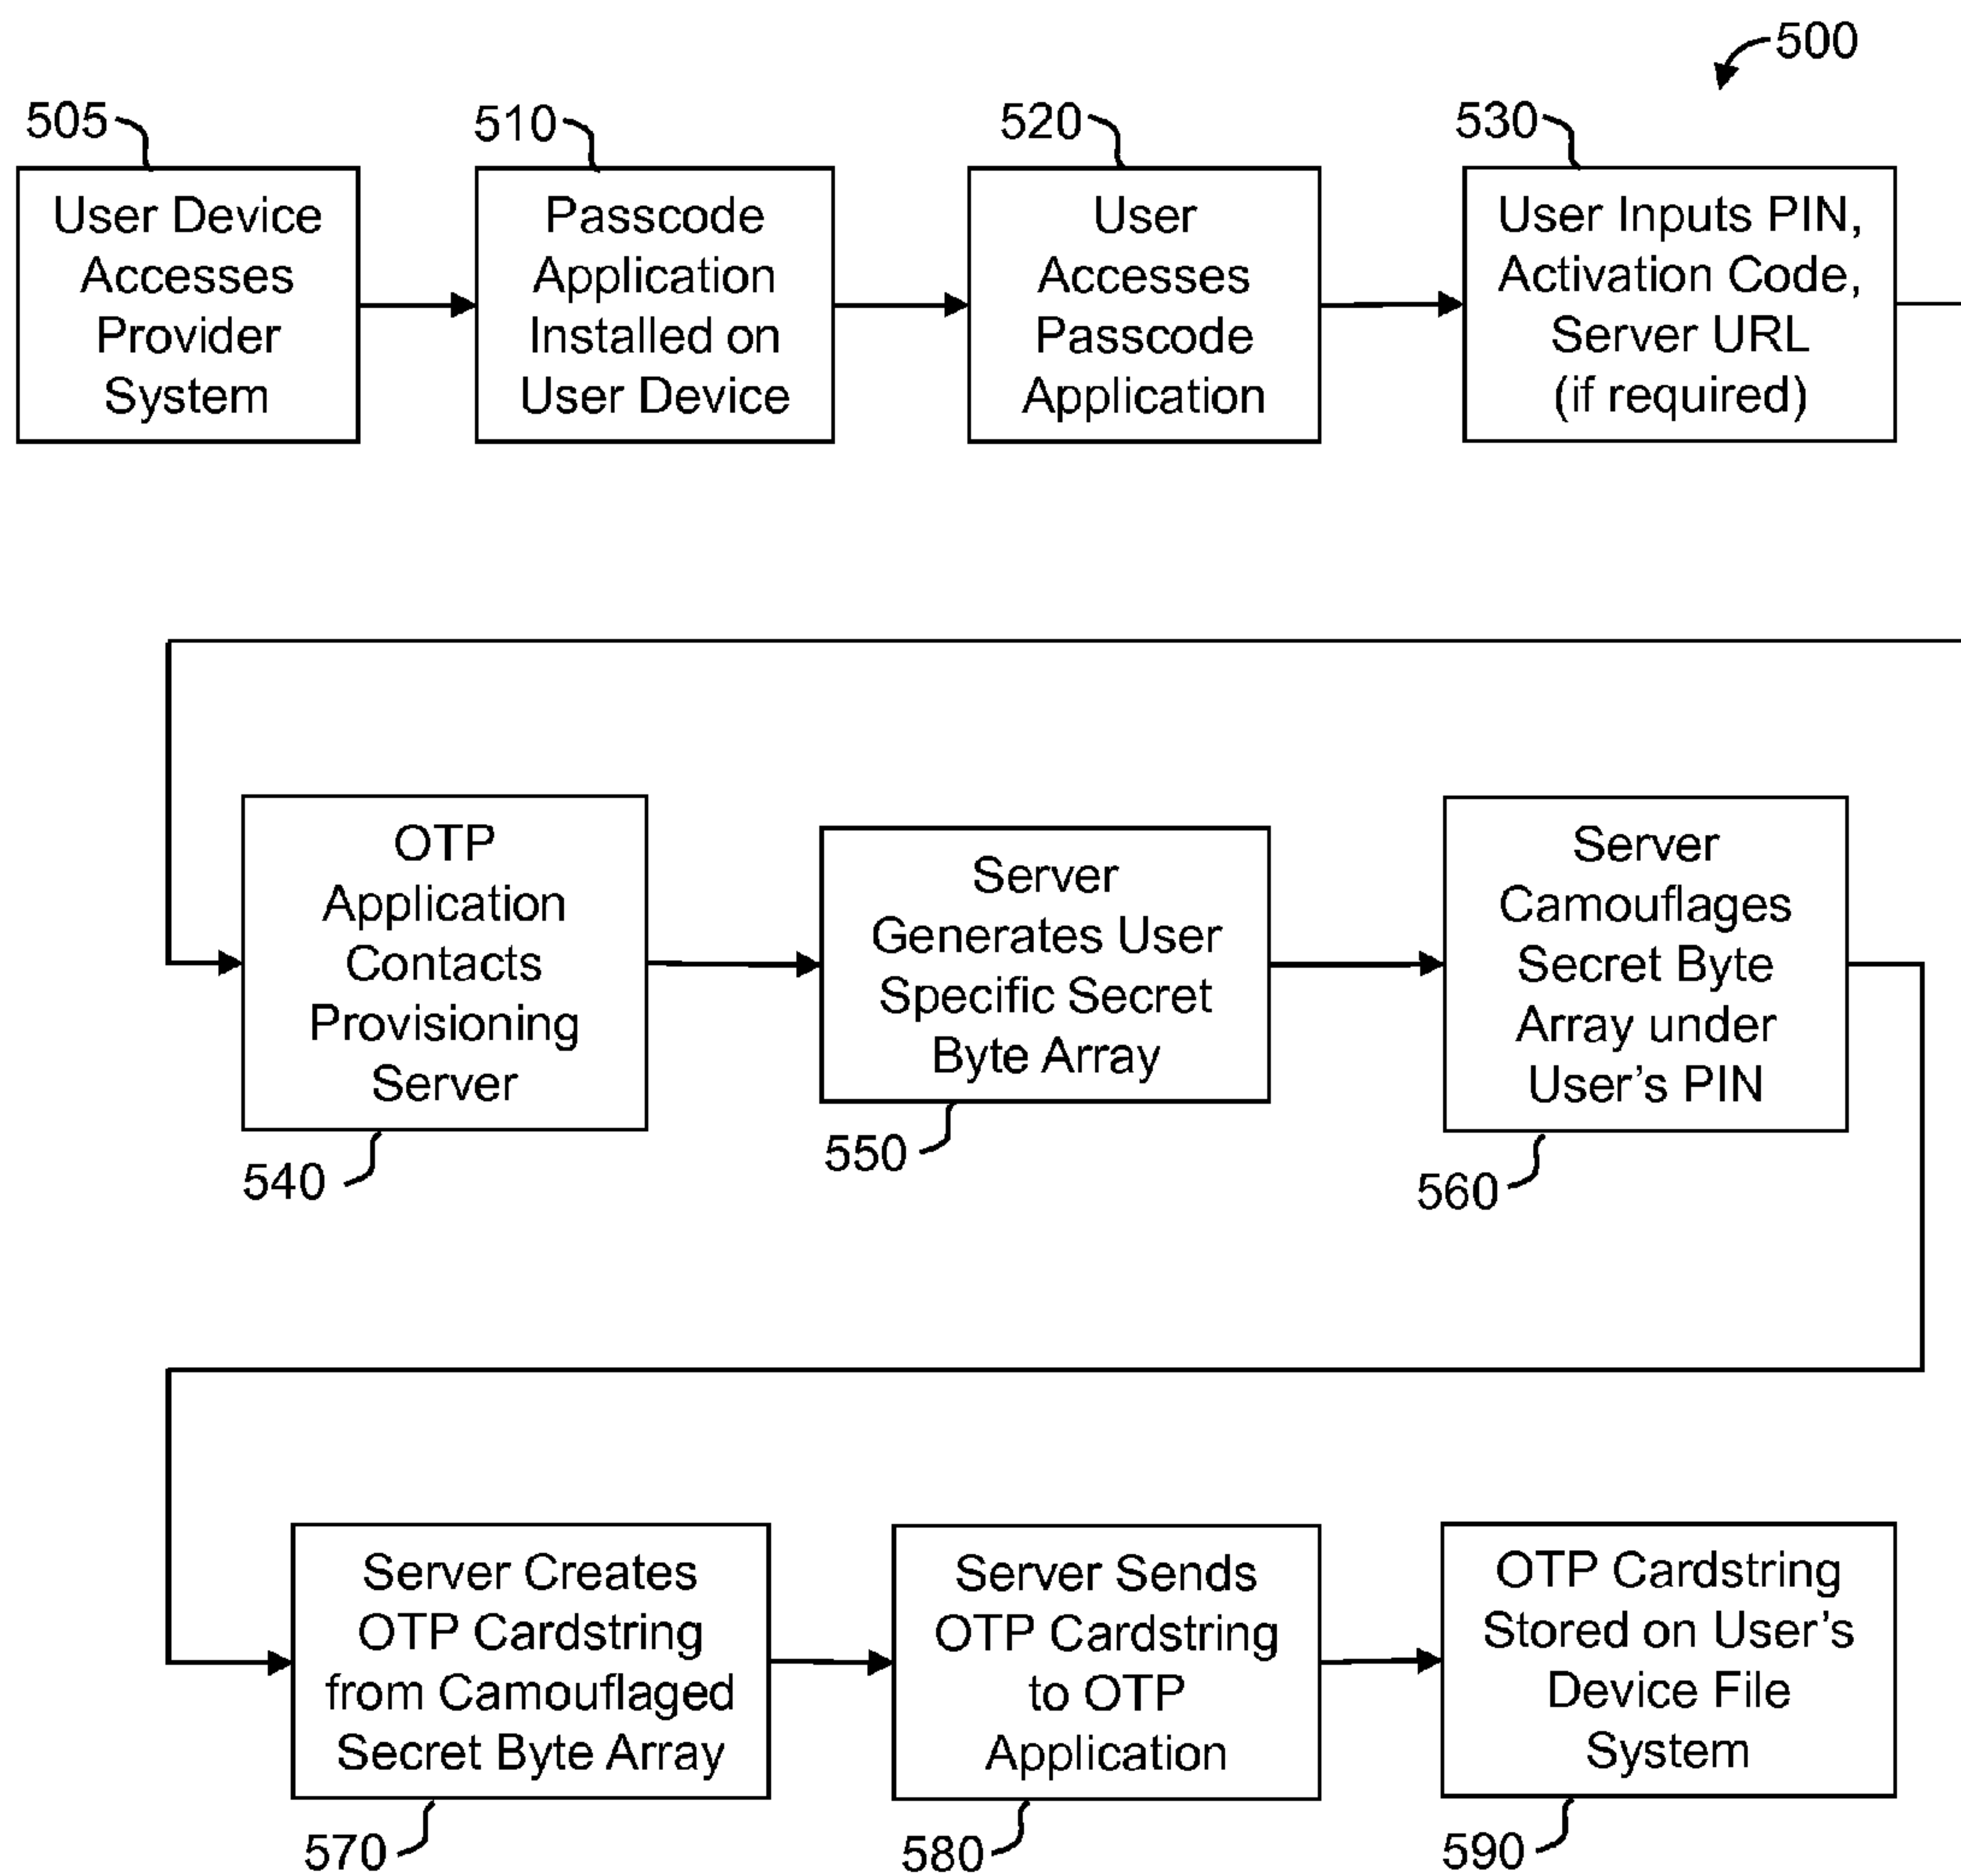 500
505
510
520
530
User Device
Accesses
Provider
System
Passcode
Application
Installed on
User Device
User
Accesses
Passcode
Application
User Inputs PIN,
Activation Code,
Server URL
(if required)
OTP
Application
Contacts
Provisioning
Server
Server
Generates User
Specific Secret
Byte Array
Server
Camouflages
Secret Byte
Array under
User's PIN
540
550
560
Server Creates
OTP Cardstring
from Camouflaged
Secret Byte Array
Server Sends
OTP Cardstring
to OTP
Application
OTP Cardstring
Stored on User's
Device File
System
570
580
590